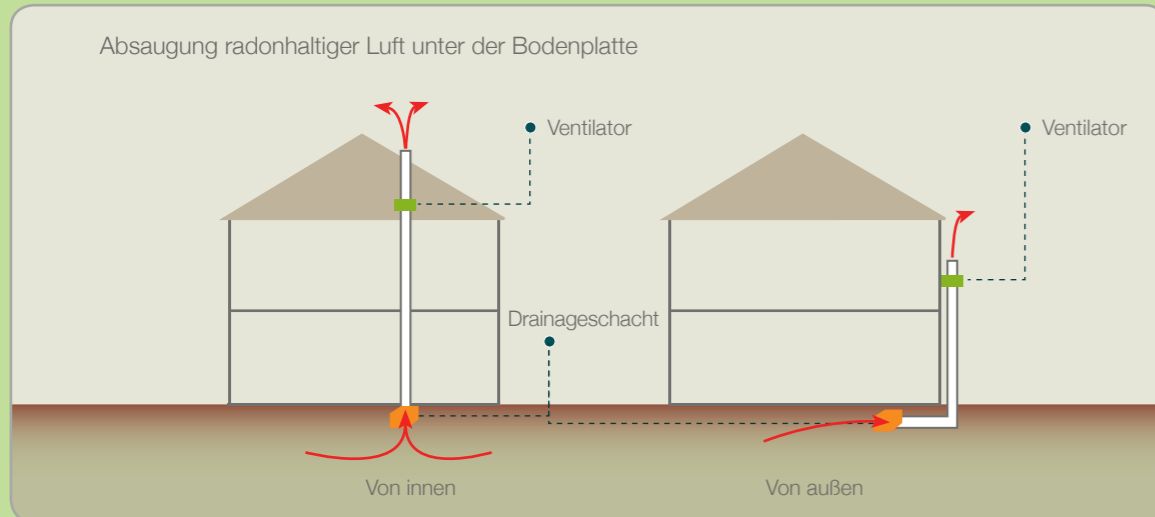 Absaugung radonhaltiger Luft unter der Bodenplatte
Ventilator
Ventilator
Drainageschacht
Von innen
Von außen